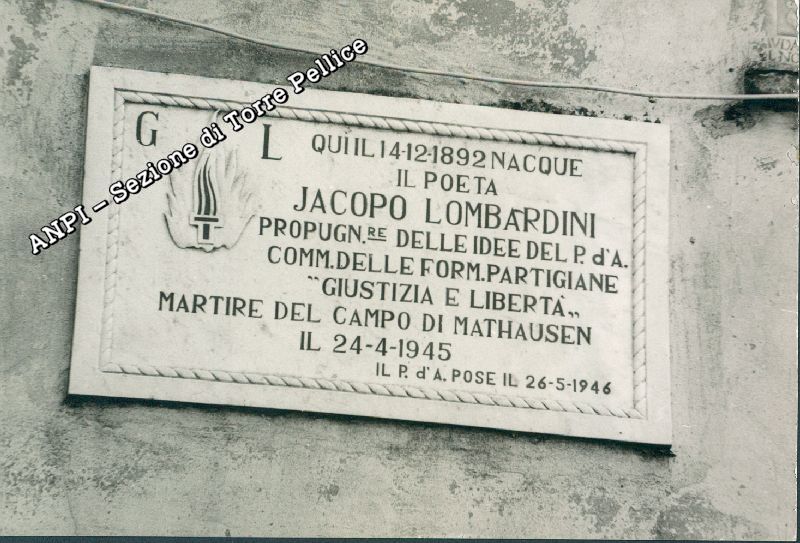 ANPI – Sezione di Torre Pellice
G L
QUÌ IL 14-12-1892 NACQUE
IL POETA
JACOPO LOMBARDINI
PROPUGN.RE DELLE IDEE DEL P. d'A.
COMM. DELLE FORM. PARTIGIANE
"GIUSTIZIA E LIBERTÀ„
MARTIRE DEL CAMPO DI MATHAUSEN
IL 24-4-1945
IL P. d'A. POSE IL 26-5-1946